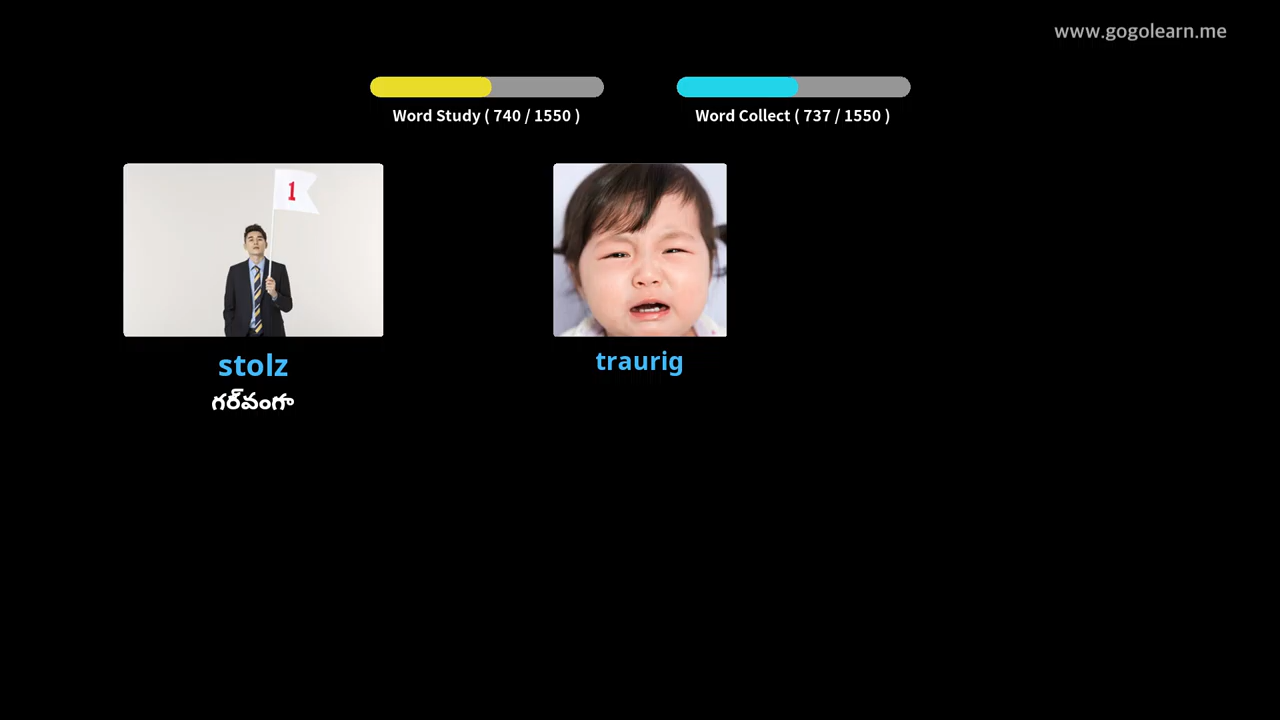 www.gogolearn.me
Word Study ( 740 / 1550 )
Word Collect ( 737 / 1550 )
1
stolz
గర్‌వంగా
traurig